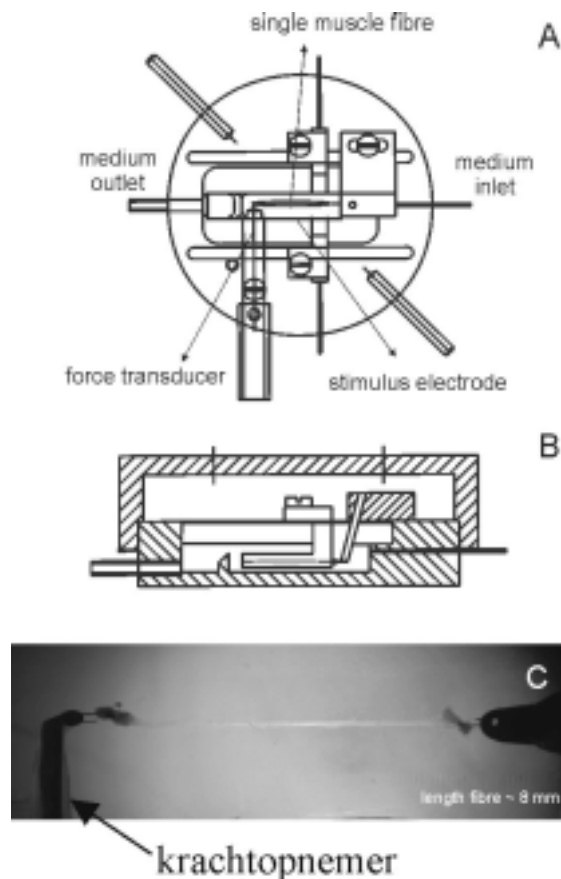 single muscle fibre
A
medium
outlet
medium
inlet
force transducer
stimulus electrode
B
C
length fibre ~ 8 mm
krachtopnemer